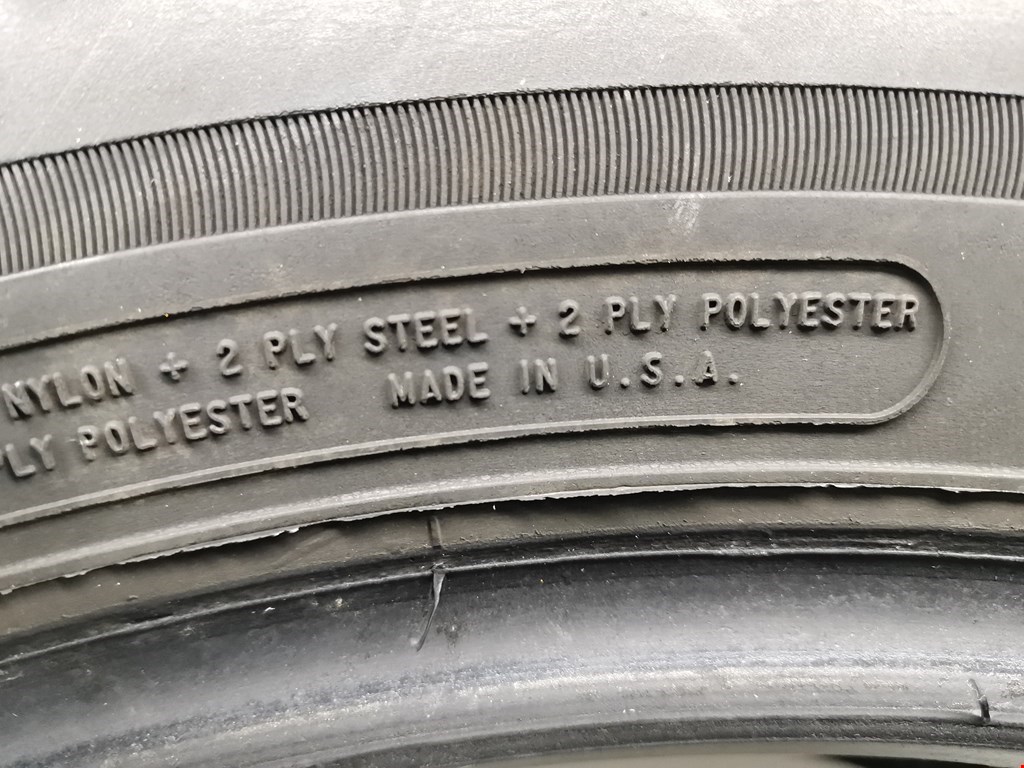 NYLON + 2 PLY STEEL + 2 PLY POLYESTER
PLY POLYESTER MADE IN U.S.A.